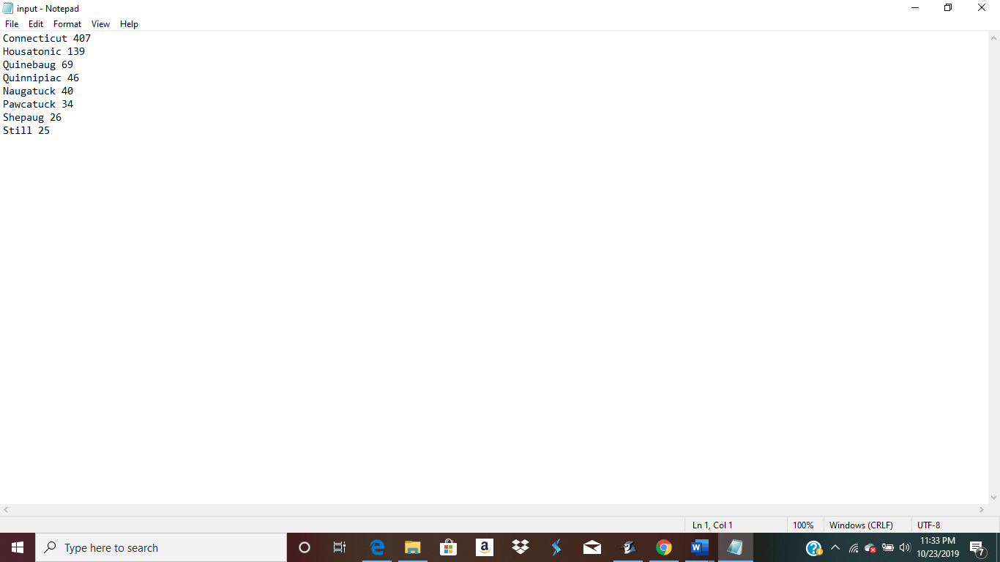 input - Notepad
File Edit Format View Help
Connecticut 407
Housatonic 139
Quinebaug 69
Quinnipiac 46
Naugatuck 40
Pawcatuck 34
Shepaug 26
Still 25
Ln 1, Col 1 100% Windows (CRLF) UTF-8
Type here to search
11:33 PM
10/23/2019
7